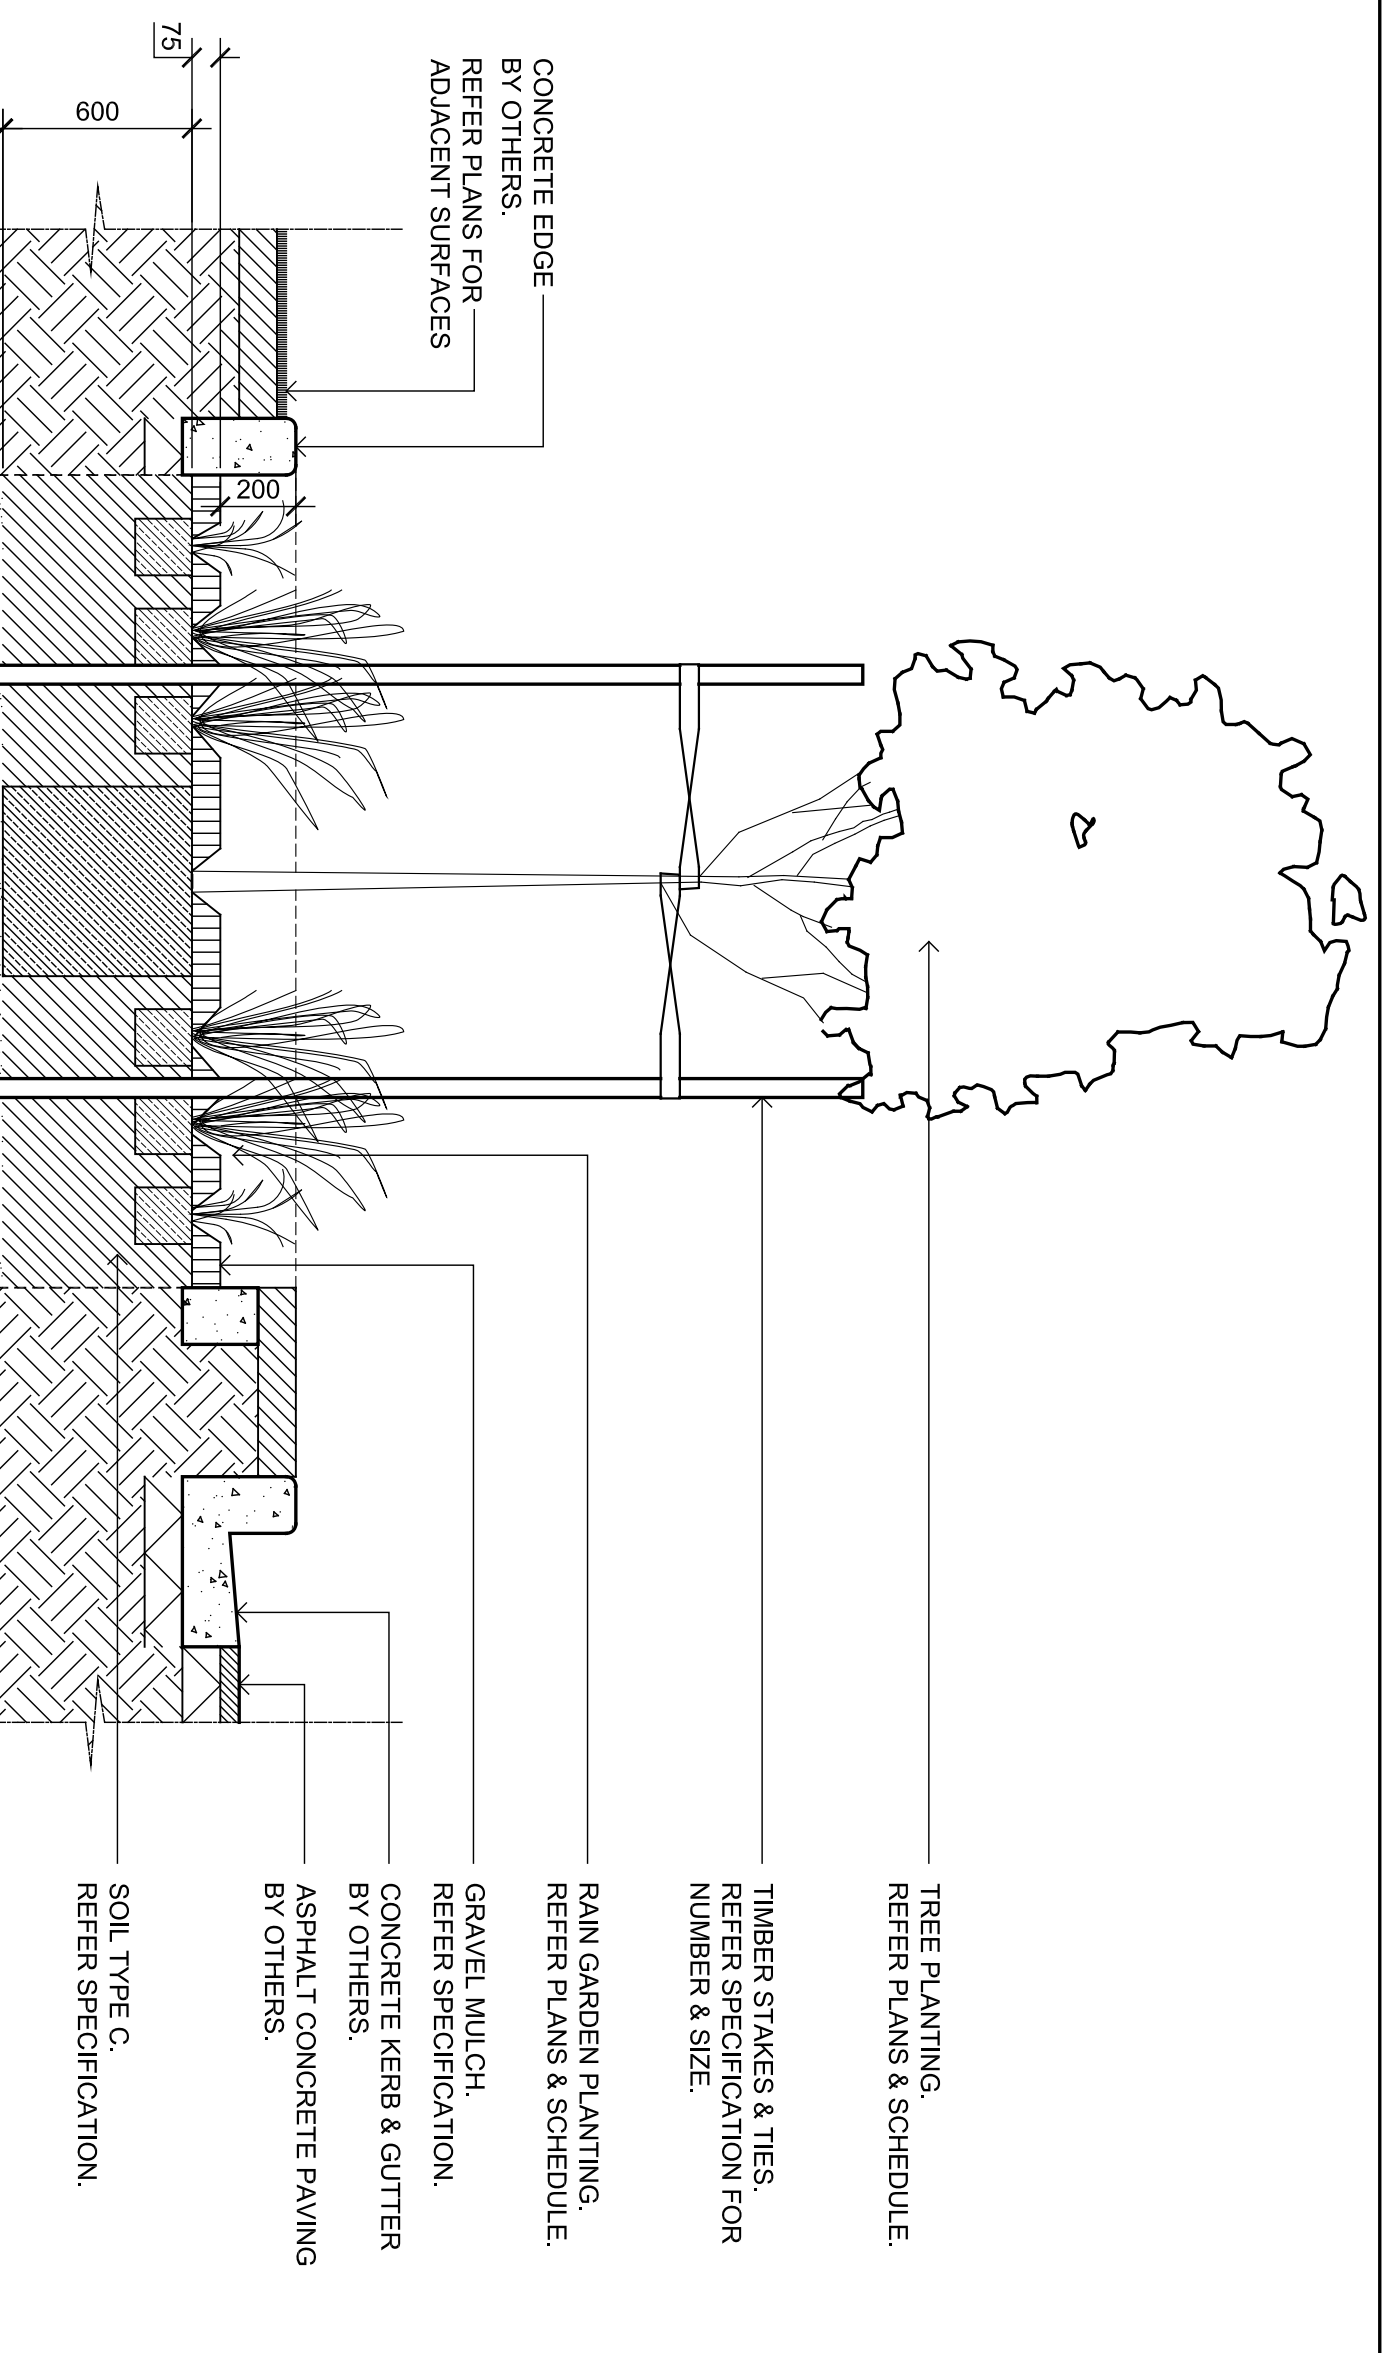 CONCRETE EDGE
BY OTHERS.
REFER PLANS FOR
ADJACENT SURFACES
75
600
200
TREE PLANTING.
REFER PLANS & SCHEDULE.
TIMBER STAKES & TIES.
REFER SPECIFICATION FOR
NUMBER & SIZE.
RAIN GARDEN PLANTING.
REFER PLANS & SCHEDULE.
GRAVEL MULCH.
REFER SPECIFICATION.
CONCRETE KERB & GUTTER
BY OTHERS.
ASPHALT CONCRETE PAVING
BY OTHERS.
SOIL TYPE C.
REFER SPECIFICATION.